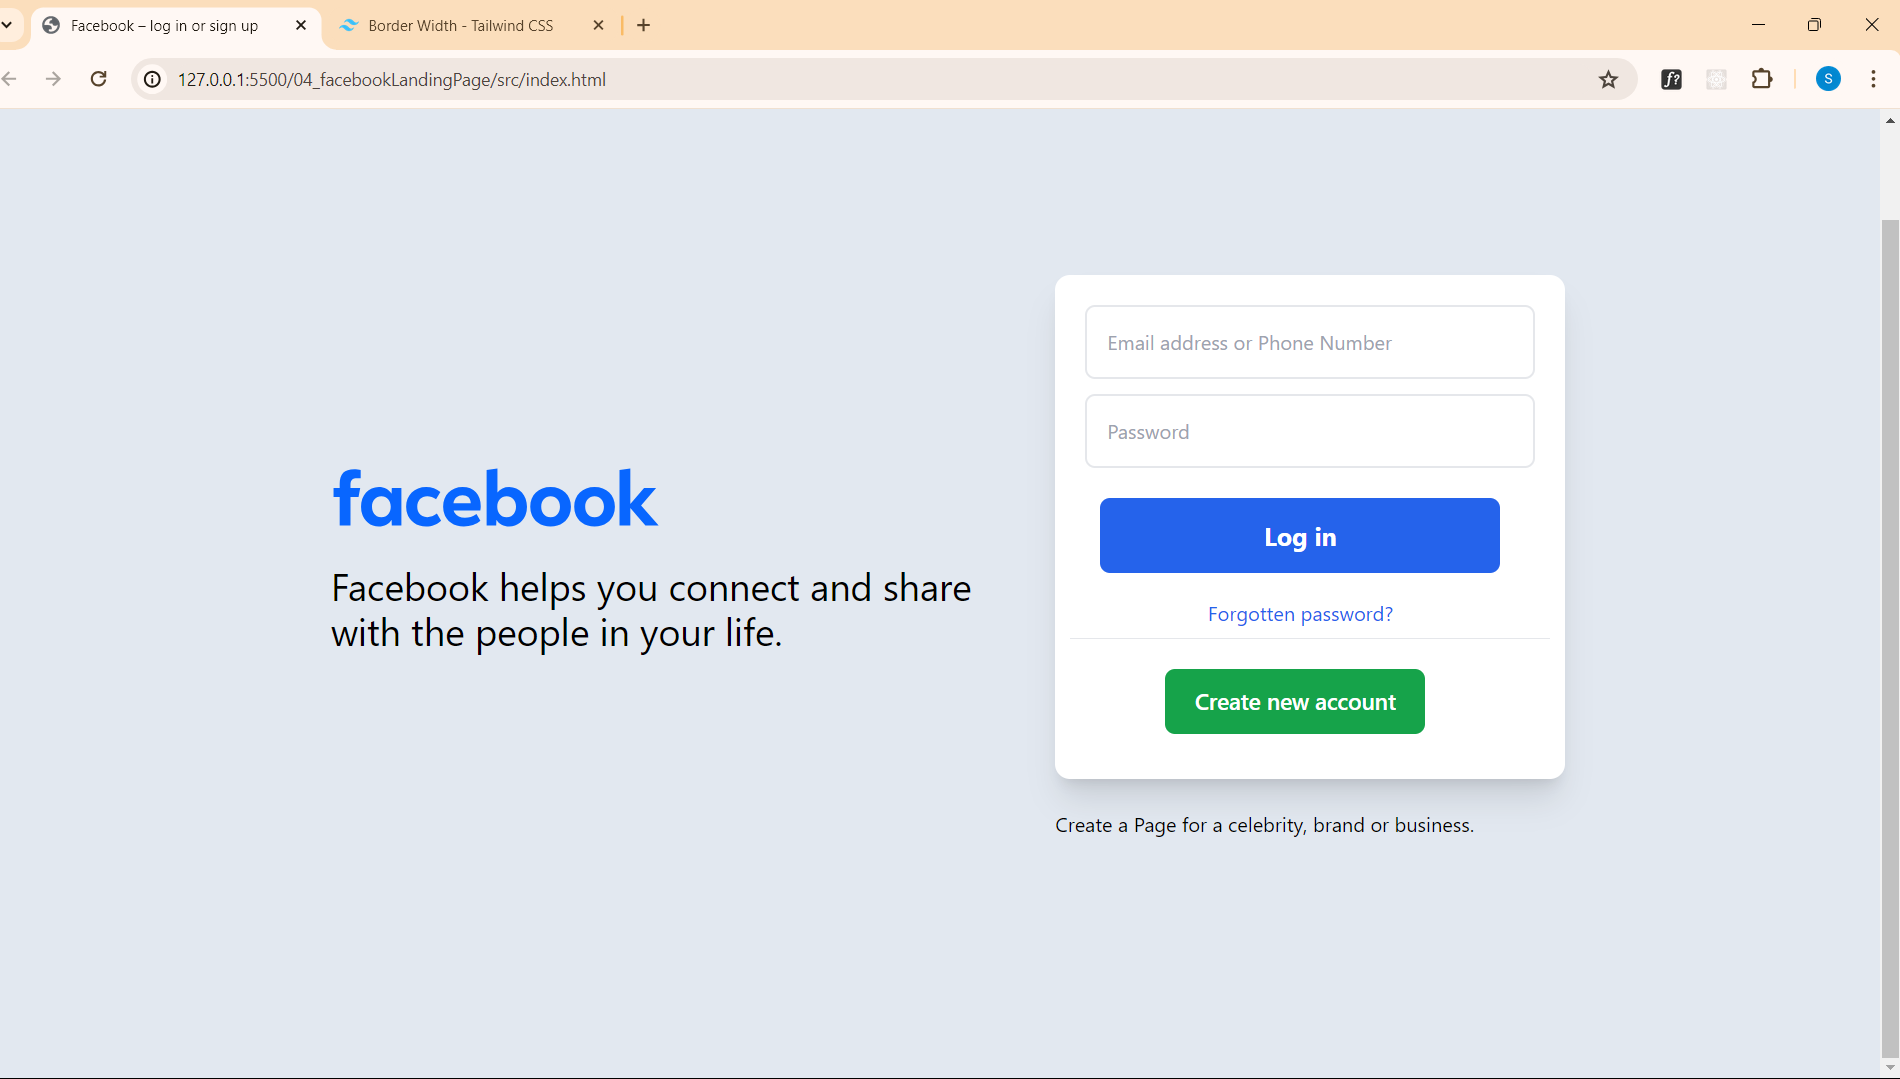 Facebook – log in or sign up
Border Width - Tailwind CSS
127.0.0.1:5500/04_facebookLandingPage/src/index.html
f?
S
Email address or Phone Number
Password
facebook
Log in
Facebook helps you connect and share
with the people in your life.
Forgotten password?
Create new account
Create a Page for a celebrity, brand or business.